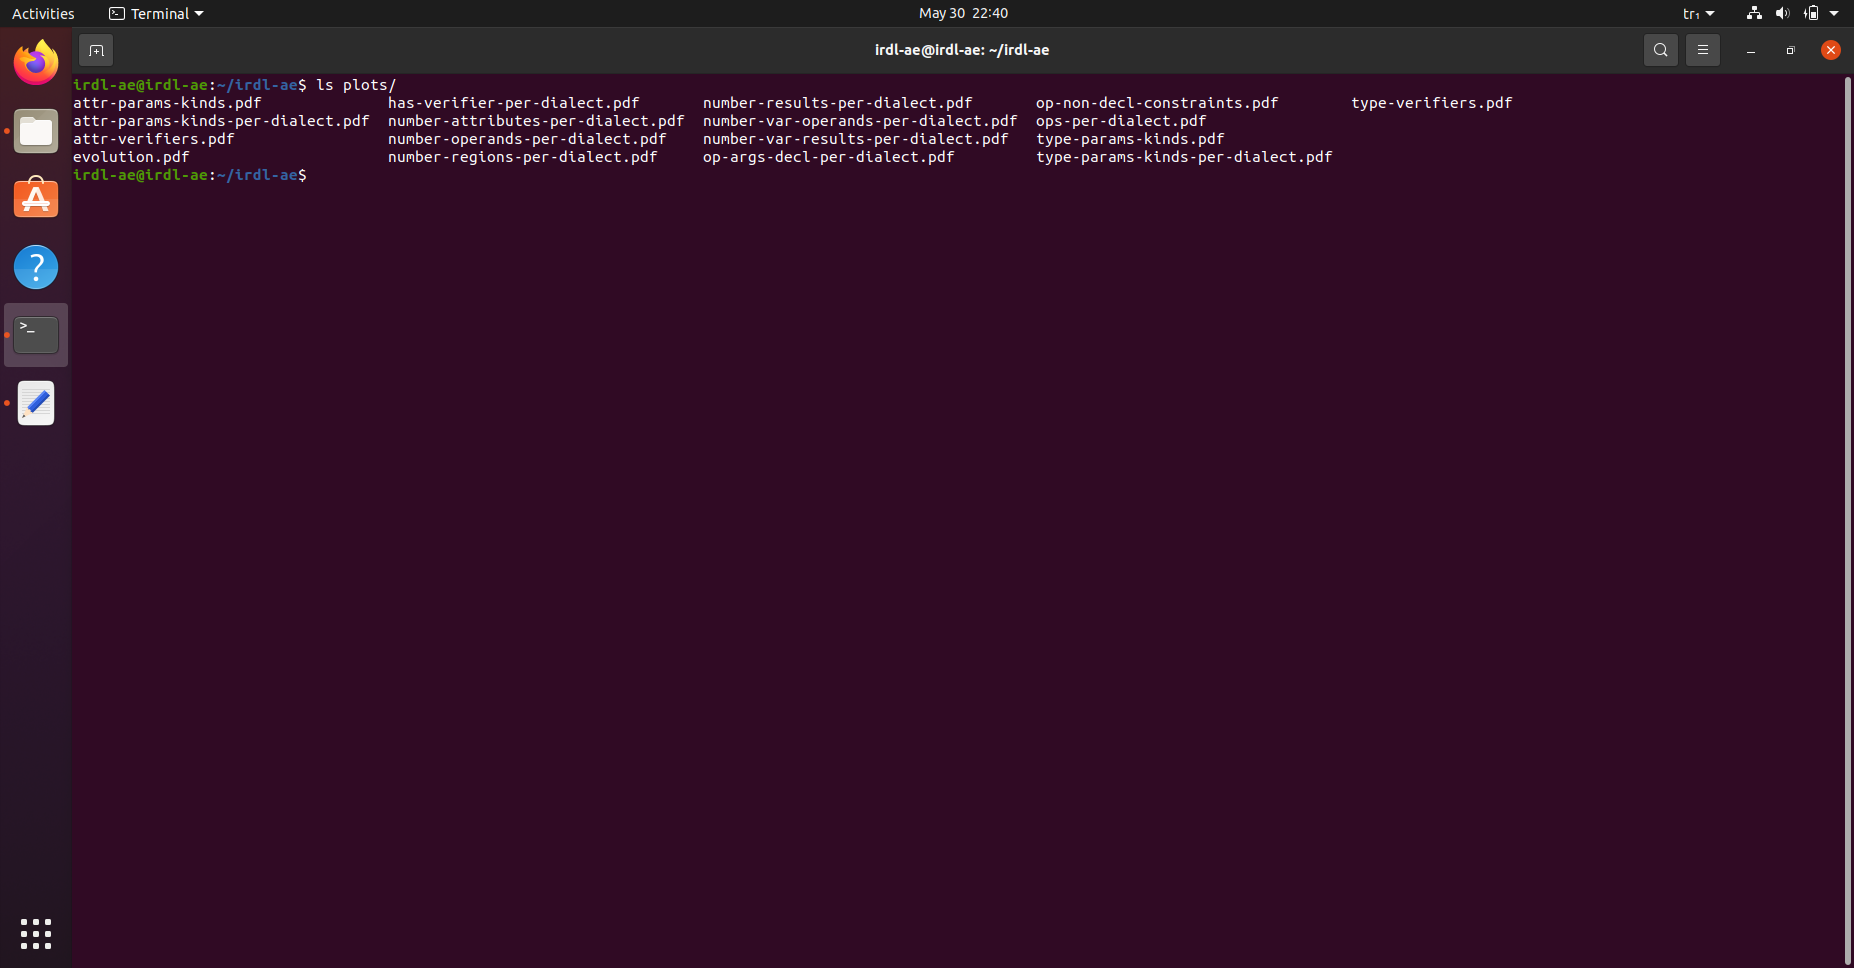 Activities Terminal May 30 22:40 tr₁
irdl-ae@irdl-ae: ~/irdl-ae
irdl-ae@irdl-ae:~/irdl-ae$ ls plots/
attr-params-kinds.pdf has-verifier-per-dialect.pdf number-results-per-dialect.pdf op-non-decl-constraints.pdf type-verifiers.pdf
attr-params-kinds-per-dialect.pdf number-attributes-per-dialect.pdf number-var-operands-per-dialect.pdf ops-per-dialect.pdf
attr-verifiers.pdf number-operands-per-dialect.pdf number-var-results-per-dialect.pdf type-params-kinds.pdf
evolution.pdf number-regions-per-dialect.pdf op-args-decl-per-dialect.pdf type-params-kinds-per-dialect.pdf
irdl-ae@irdl-ae:~/irdl-ae$